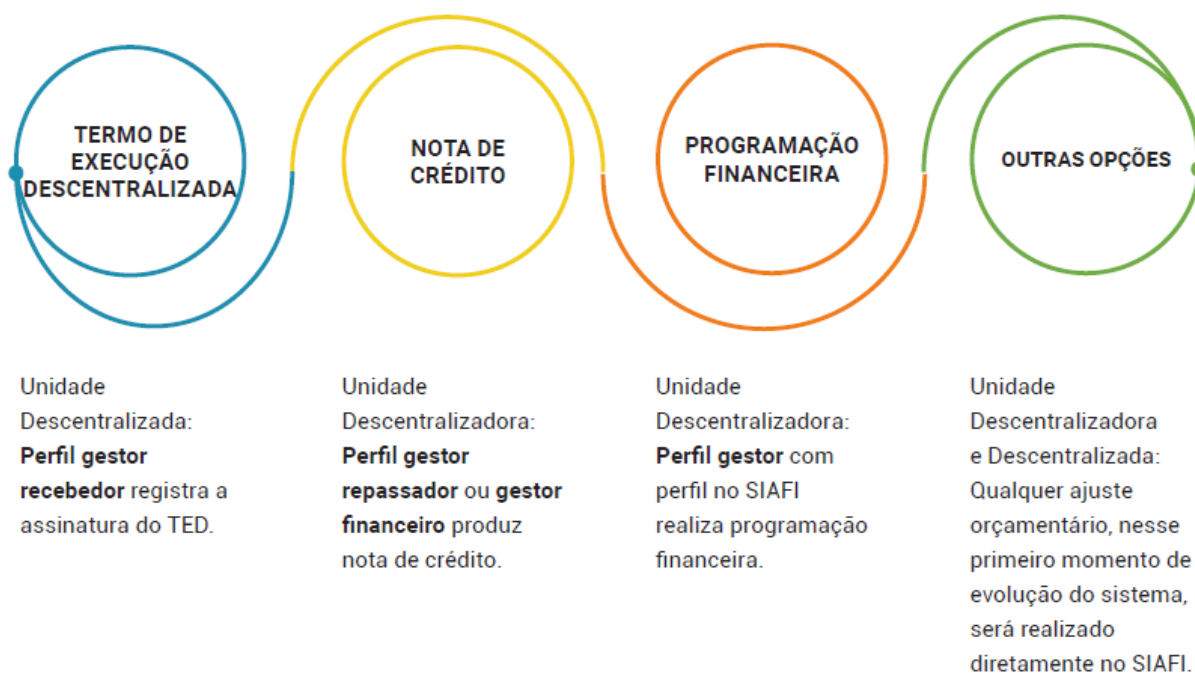 TERMO DE
EXECUÇÃO
DESCENTRALIZADA
NOTA DE
CRÉDITO
PROGRAMAÇÃO
FINANCEIRA
OUTRAS OPÇÕES
Unidade
Descentralizada:
Perfil gestor
recebedor registra a
assinatura do TED.
Unidade
Descentralizadora:
Perfil gestor
repassador ou gestor
financeiro produz
nota de crédito.
Unidade
Descentralizadora:
Perfil gestor com
perfil no SIAFI
realiza programação
financeira.
Unidade
Descentralizadora
e Descentralizada:
Qualquer ajuste
orçamentário, nesse
primeiro momento de
evolução do sistema,
será realizado
diretamente no SIAFI.